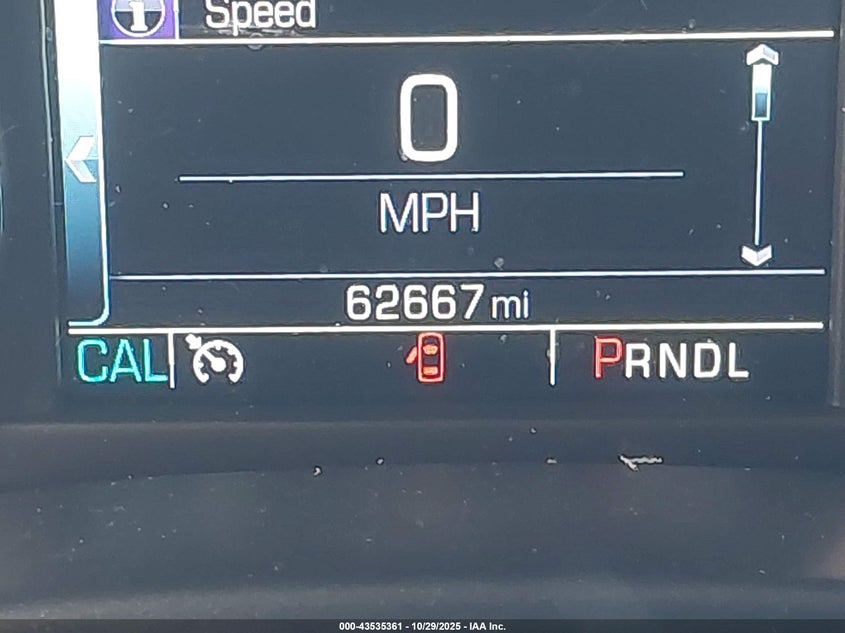 i Speed
0
MPH
62667 mi
CAL PRNDL
000-43535361 - 10/29/2025 - IAA Inc.